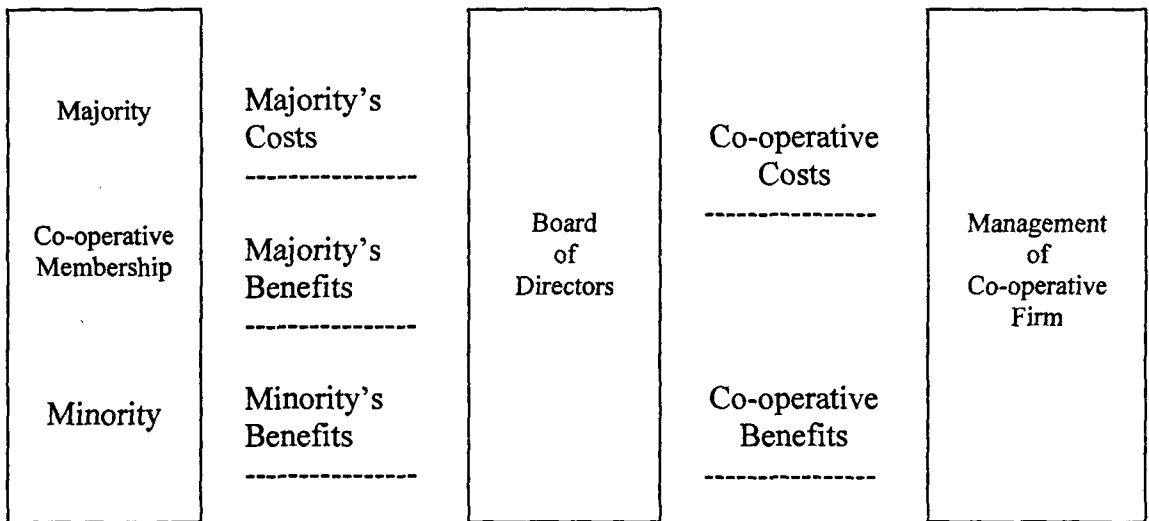 Majority
Co-operative
Membership
Minority
Majority's
Costs
Majority's
Benefits
Minority's
Benefits
Board
of
Directors
Co-operative
Costs
Co-operative
Benefits
Management
of
Co-operative
Firm